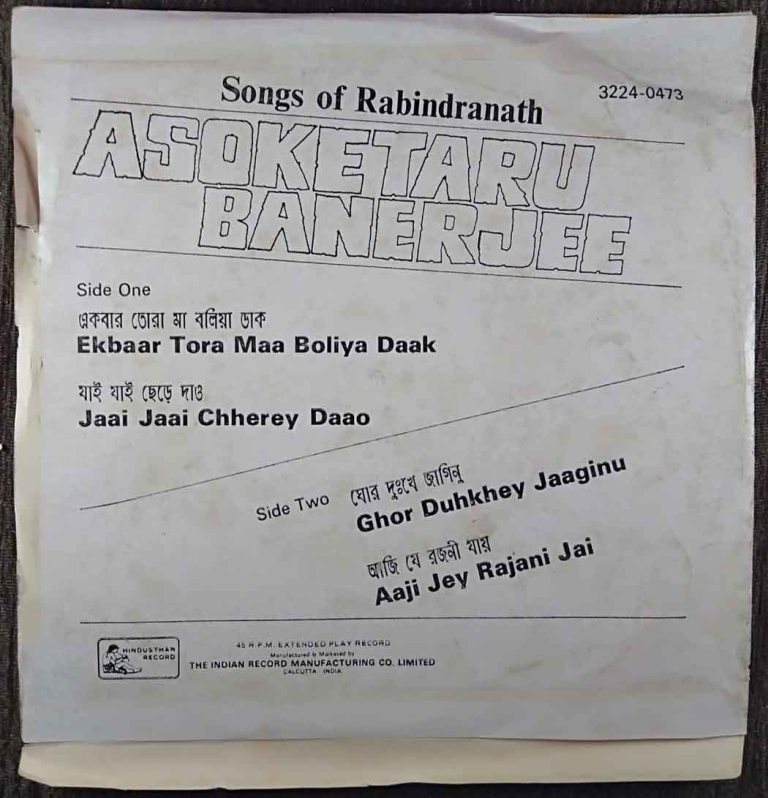 Songs of Rabindranath
3224-0473
ASOKETARU
BANERJEE
Side One
একবার তোরা মা বলিয়া ডাক
Ekbaar Tora Maa Boliya Daak
যাই যাই ছেড়ে দাও
Jaai Jaai Chherey Daao
Side Two
ঘোর দুঃখে জাগিনু
Ghor Duhkhey Jaaginu
আজি যে রজনী যায়
Aaji Jey Rajani Jai
HINDUSTHAN
RECORD
45 R.P.M. EXTENDED PLAY RECORD
Manufactured & Marketed by
THE INDIAN RECORD MANUFACTURING CO. LIMITED
CALCUTTA INDIA